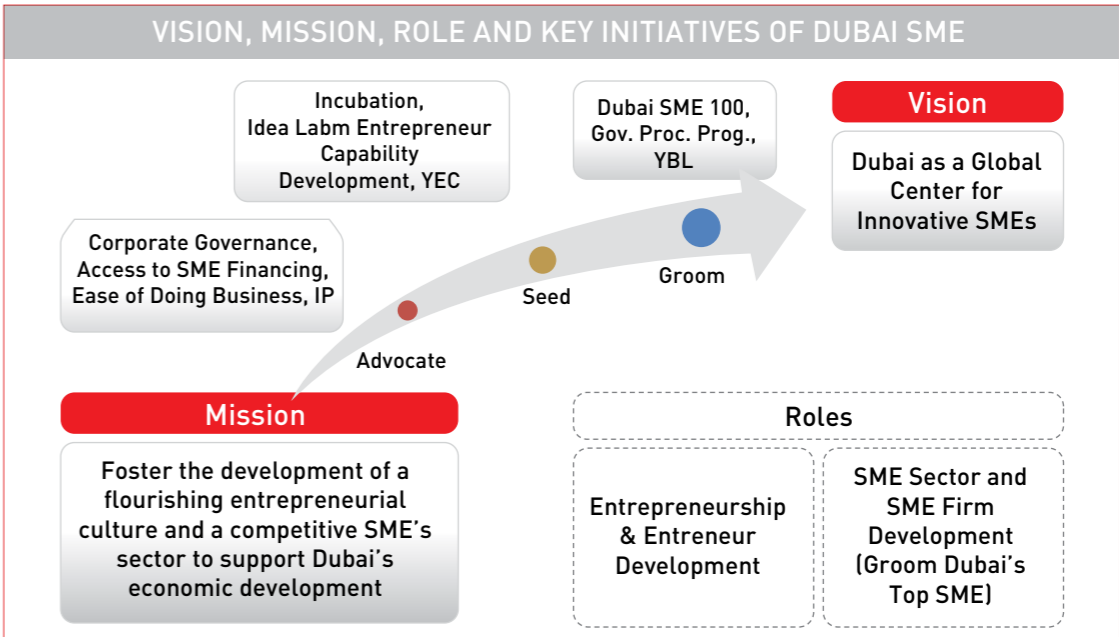 VISION, MISSION, ROLE AND KEY INITIATIVES OF DUBAI SME
Incubation,
Idea Labm Entrepreneur
Capability
Development, YEC
Dubai SME 100,
Gov. Proc. Prog.,
YBL
Vision
Dubai as a Global
Center for
Innovative SMEs
Corporate Governance,
Access to SME Financing,
Ease of Doing Business, IP
Groom
Seed
Advocate
Mission
Foster the development of a
flourishing entrepreneurial
culture and a competitive SME's
sector to support Dubai's
economic development
Roles
Entrepreneurship
& Entreneur
Development
SME Sector and
SME Firm
Development
(Groom Dubai's
Top SME)